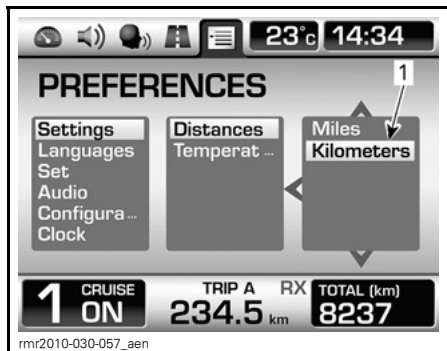 23°c 14:34
PREFERENCES
1
Settings
Languages
Set
Audio
Configura ...
Clock
Distances
Temperat ...
Miles
Kilometers
1 CRUISE ON
TRIP A
234.5 km
RX
TOTAL (km)
8237
rmr2010-030-057_aen